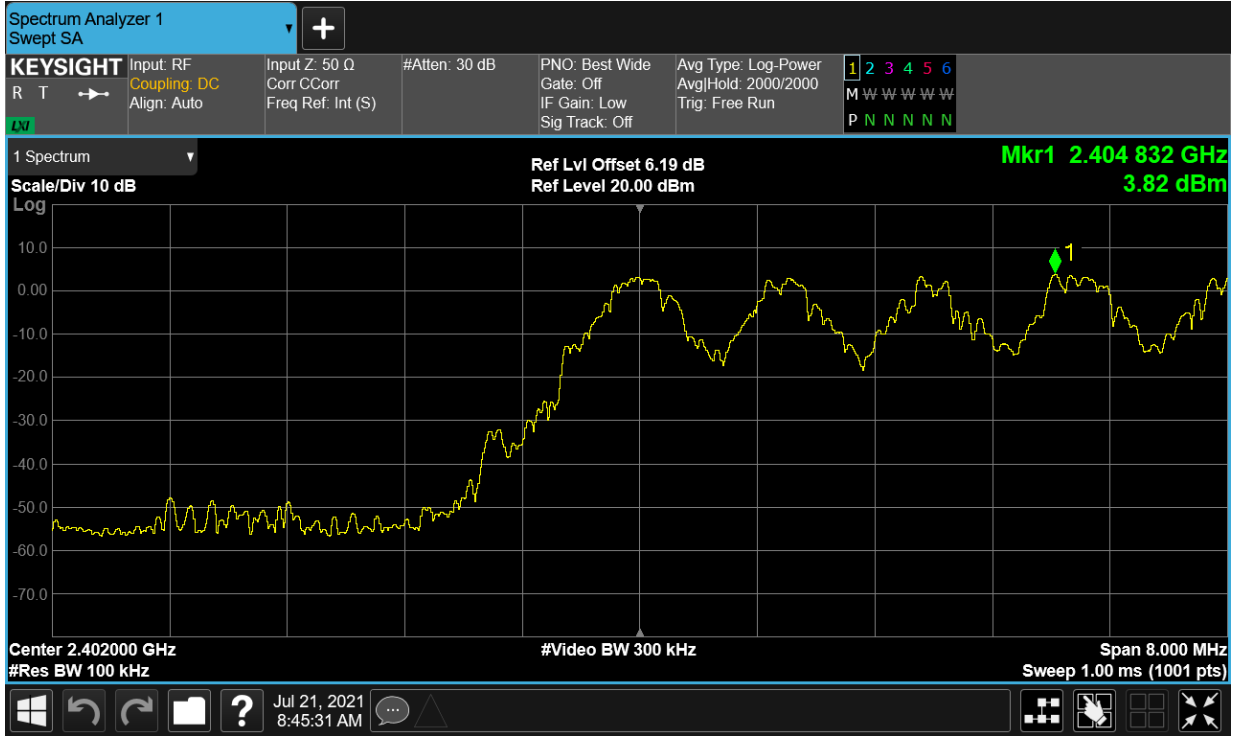 Spectrum Analyzer 1
Swept SA
KEYSIGHT
R T
LXI
Input: RF
Coupling: DC
Align: Auto
Input Z: 50 Ω
Corr CCorr
Freq Ref: Int (S)
#Atten: 30 dB
PNO: Best Wide
Gate: Off
IF Gain: Low
Sig Track: Off
Avg Type: Log-Power
Avg|Hold: 2000/2000
Trig: Free Run
1 2 3 4 5 6
M W W W W W W
P N N N N N N
1 Spectrum
Scale/Div 10 dB
Log
Ref Lvl Offset 6.19 dB
Ref Level 20.00 dBm
Mkr1 2.404 832 GHz
3.82 dBm
1
10.0
0.00
-10.0
-20.0
-30.0
-40.0
-50.0
-60.0
-70.0
Center 2.402000 GHz
#Res BW 100 kHz
#Video BW 300 kHz
Span 8.000 MHz
Sweep 1.00 ms (1001 pts)
?
Jul 21, 2021
8:45:31 AM